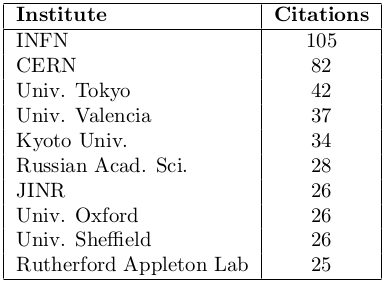 Institute Citations
INFN 105
CERN 82
Univ. Tokyo 42
Univ. Valencia 37
Kyoto Univ. 34
Russian Acad. Sci. 28
JINR 26
Univ. Oxford 26
Univ. Sheffield 26
Rutherford Appleton Lab 25